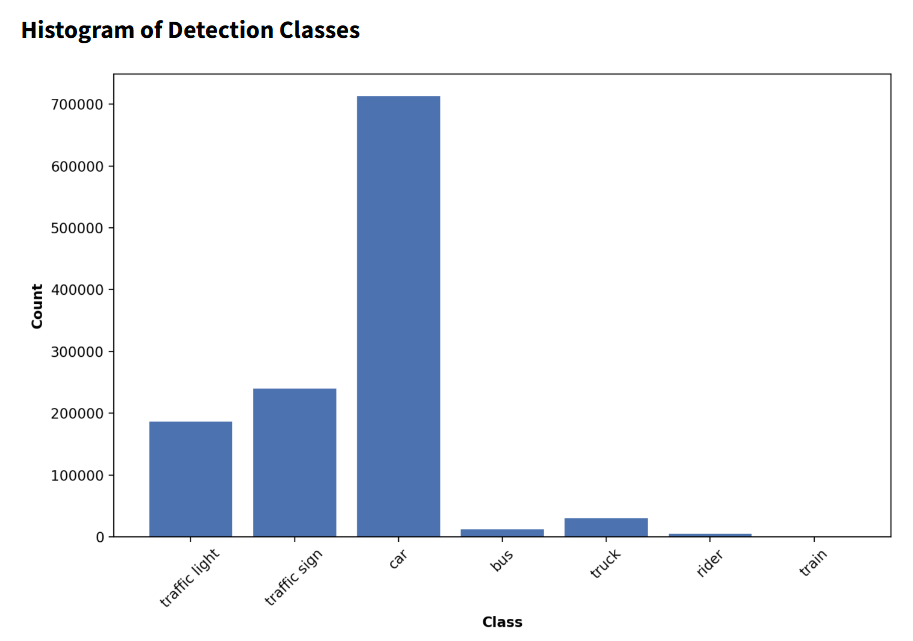 Histogram of Detection Classes
700000
600000
500000
400000
300000
200000
100000
0
Count
traffic light
traffic sign
car
bus
truck
rider
train
Class